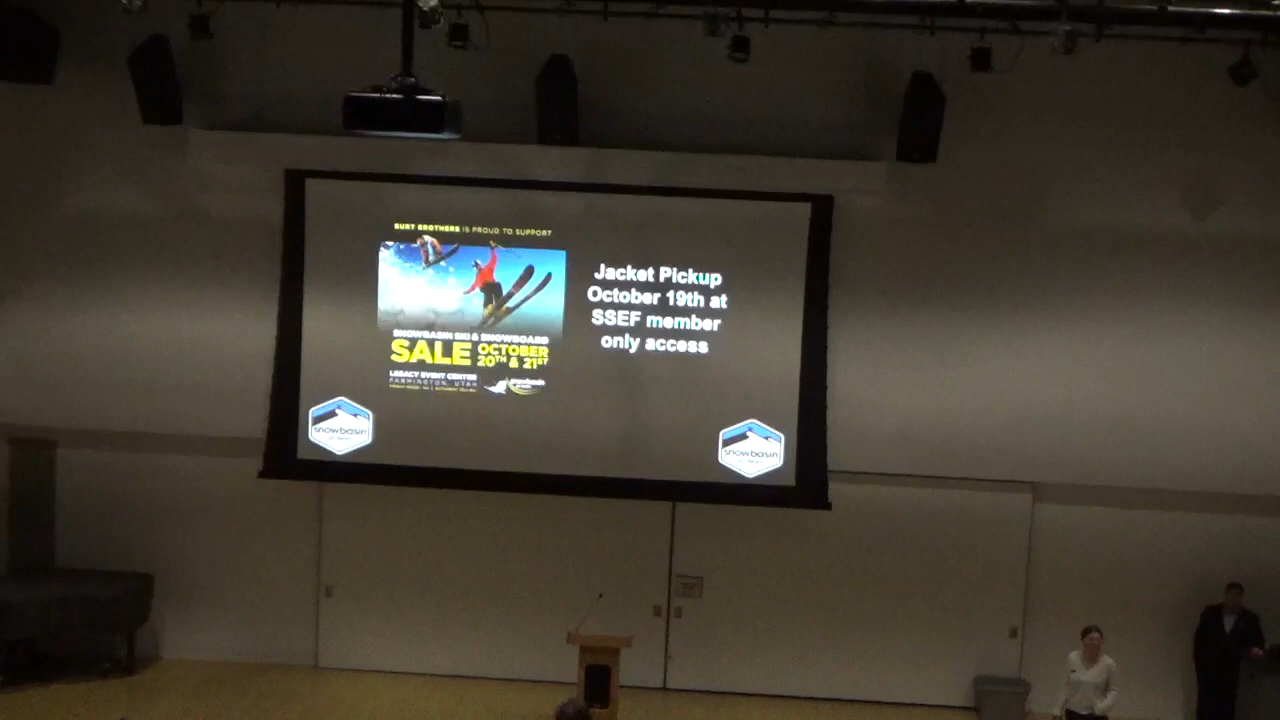 BURT BROTHERS IS PROUD TO SUPPORT
SNOWBASIN SKI & SNOWBOARD
SALE OCTOBER
20TH & 21ST
LEGACY EVENT CENTER
FARMINGTON, UTAH
snowbasin
Jacket Pickup
October 19th at
SSEF member
only access
snowbasin
snowbasin